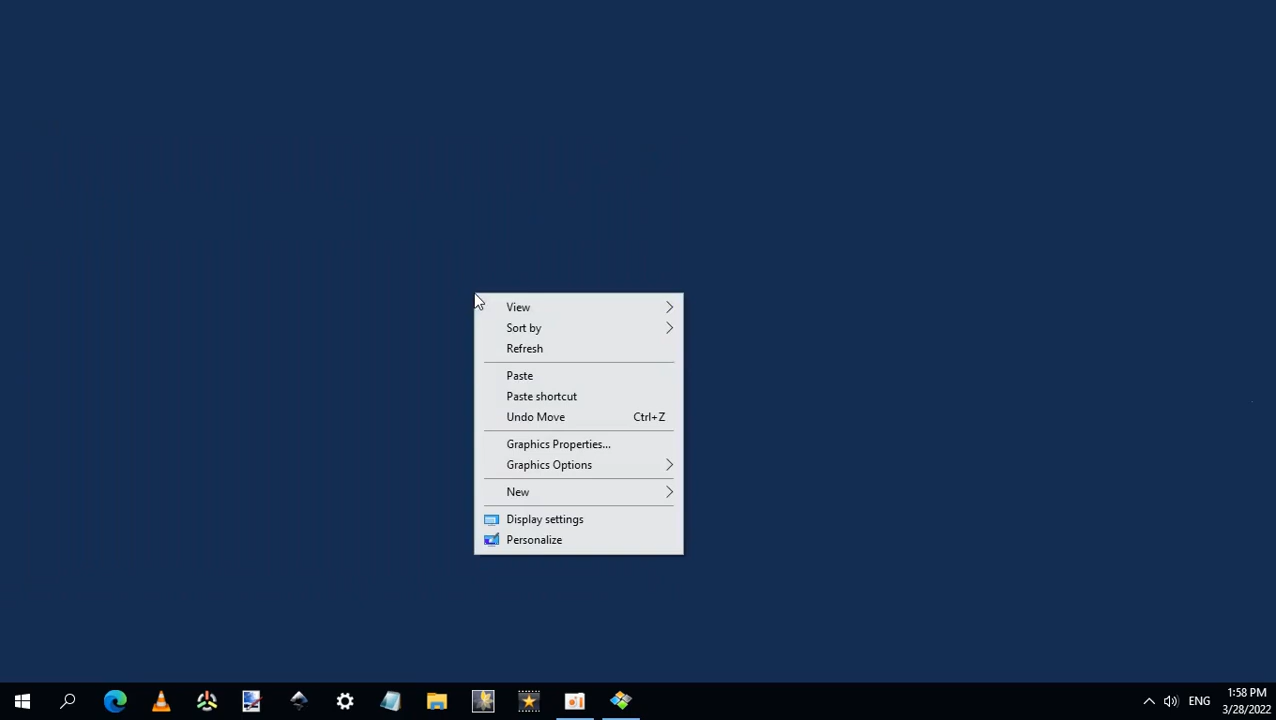 View
Sort by
Refresh
Paste
Paste shortcut
Undo Move Ctrl+Z
Graphics Properties...
Graphics Options
New
Display settings
Personalize
ENG
1:58 PM
3/28/2022